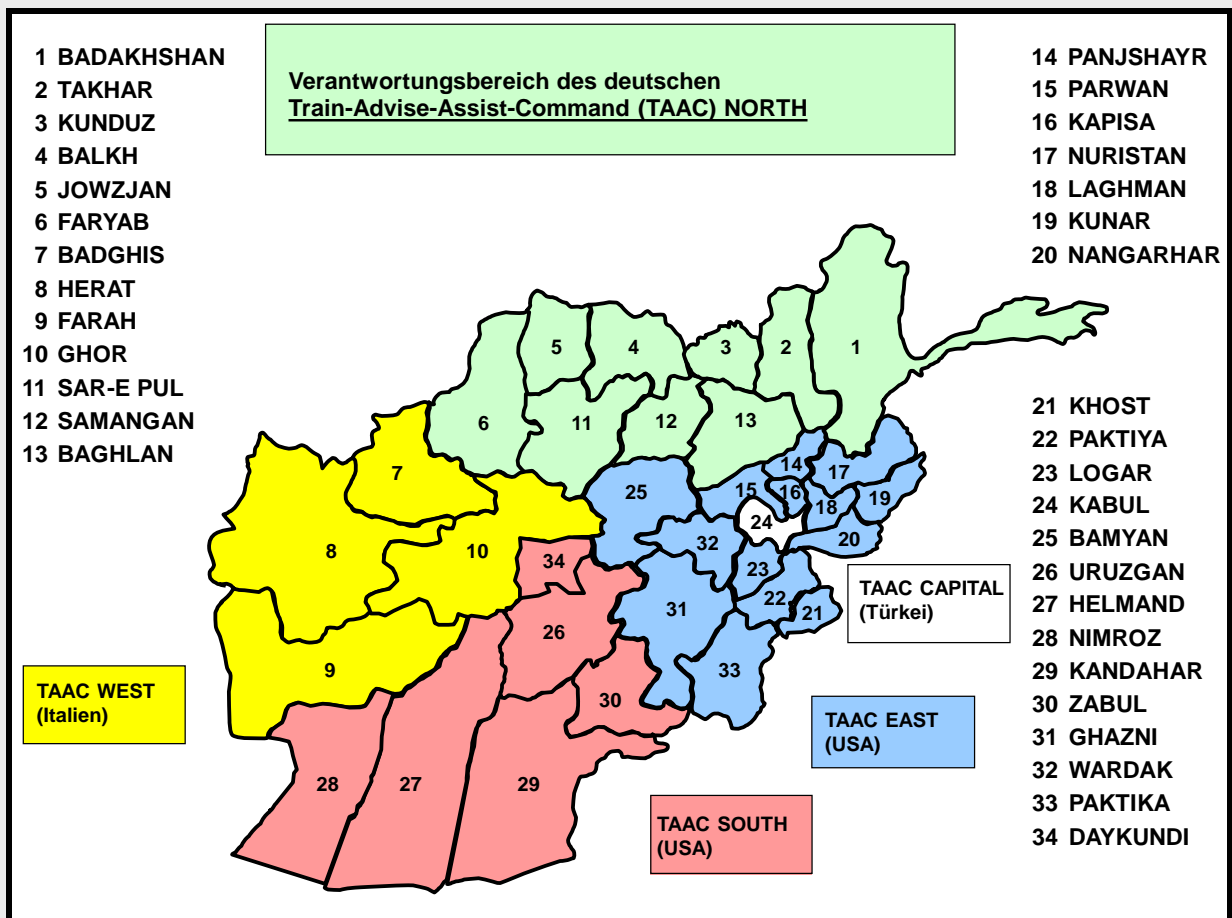 1 BADAKHSHAN
2 TAKHAR
3 KUNDUZ
4 BALKH
5 JOWZJAN
6 FARYAB
7 BADGHIS
8 HERAT
9 FARAH
10 GHOR
11 SAR-E PUL
12 SAMANGAN
13 BAGHLAN
Verantwortungsbereich des deutschen
Train-Advise-Assist-Command (TAAC) NORTH
14 PANJSHAYR
15 PARWAN
16 KAPISA
17 NURISTAN
18 LAGHMAN
19 KUNAR
20 NANGARHAR
21 KHOST
22 PAKTIYA
23 LOGAR
24 KABUL
25 BAMYAN
26 URUZGAN
27 HELMAND
28 NIMROZ
29 KANDAHAR
30 ZABUL
31 GHAZNI
32 WARDAK
33 PAKTIKA
34 DAYKUNDI
5
4
3
2
1
6
11
12
13
7
25
15
14
16
17
18
19
8
10
34
32
24
20
23
22
21
31
26
9
30
33
28
27
29
TAAC CAPITAL
(Türkei)
TAAC WEST
(Italien)
TAAC EAST
(USA)
TAAC SOUTH
(USA)